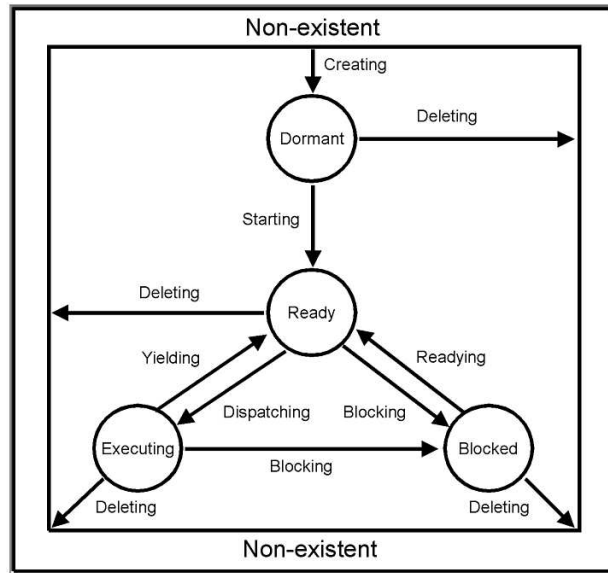 Non-existent
Creating
Deleting
Dormant
Starting
Deleting
Ready
Yielding
Readying
Dispatching
Blocking
Executing
Blocked
Blocking
Deleting
Deleting
Non-existent